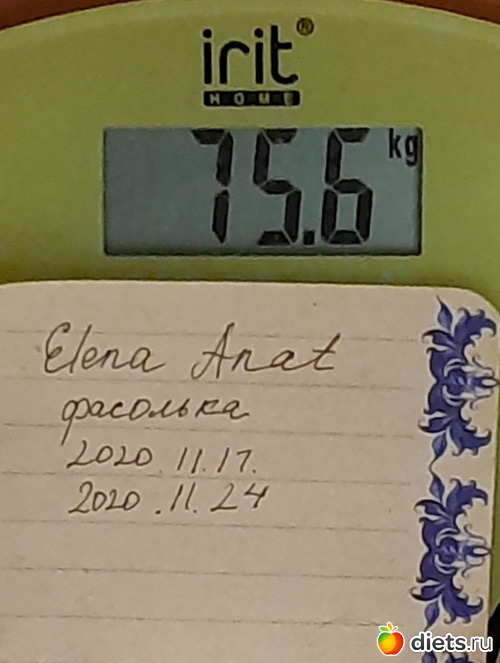 irit®
HOME
75.6 kg
Elena Anat
фасолька
2020.11.17.
2020.11.24
diets.ru